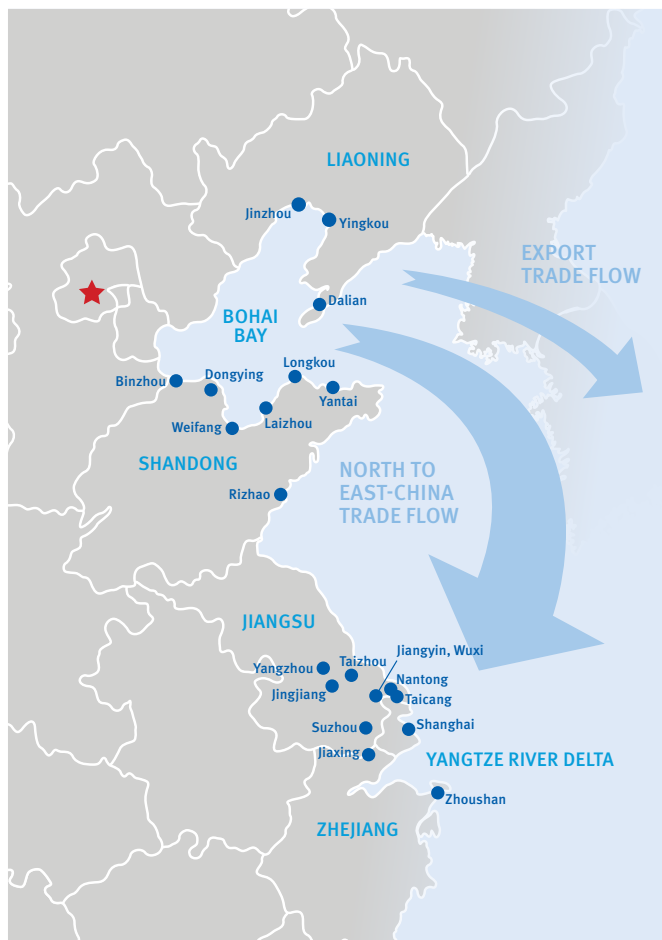 LIAONING
Jinzhou
Yingkou
EXPORT
TRADE FLOW
Dalian
BOHAI
BAY
Longkou
Binzhou
Dongying
Yantai
Laizhou
Weifang
SHANDONG
NORTH TO
EAST-CHINA
TRADE FLOW
Rizhao
JIANGSU
Jiangyin, Wuxi
Taizhou
Yangzhou
Nantong
Jingjiang
Taicang
Shanghai
Suzhou
Jiaxing
YANGTZE RIVER DELTA
Zhoushan
ZHEJIANG